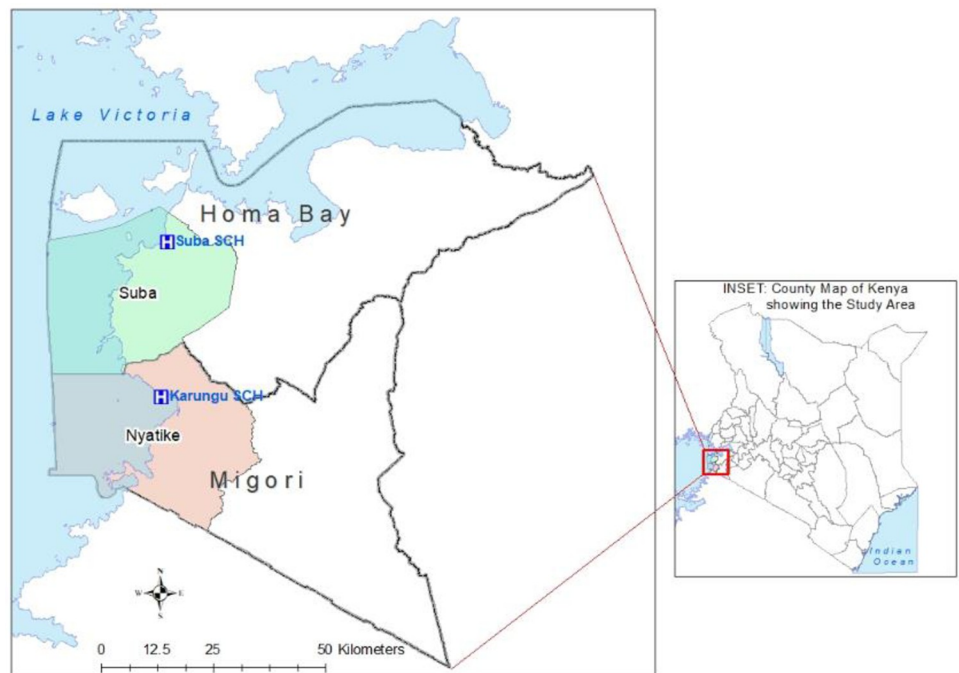 Lake Victoria
Homa Bay
H Suba SCH
Suba
H Karungu SCH
Nyatike
Migori
N
W E
S
0 12.5 25 50 Kilometers
INSET: County Map of Kenya
showing the Study Area
Indian
Ocean